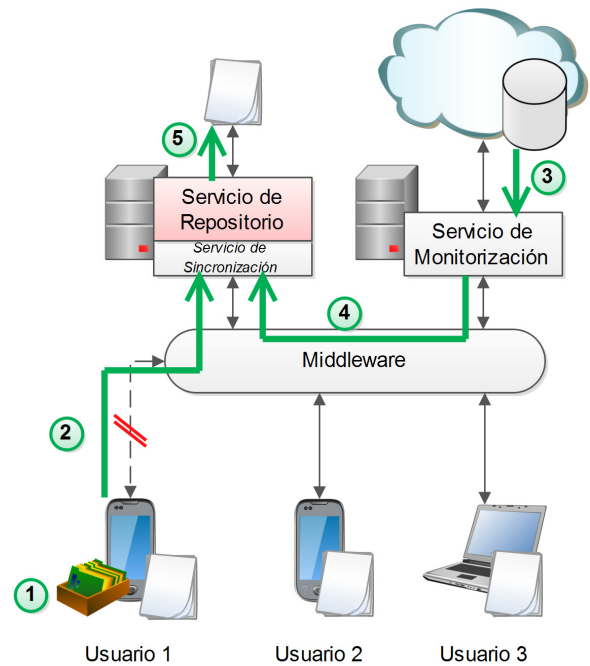 5
3
Servicio de
Repositorio
Servicio de
Sincronización
Servicio de
Monitorización
4
Middleware
2
1
Usuario 1
Usuario 2
Usuario 3